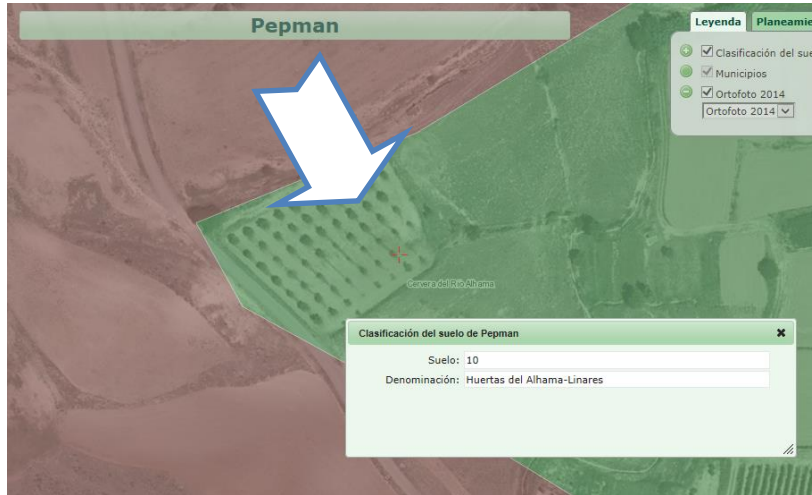 Pepman
Leyenda Planeamie
Clasificación del sue
Municipios
Ortofoto 2014
Ortofoto 2014
Cervera del Río Alhama
Clasificación del suelo de Pepman
Suelo: 10
Denominación: Huertas del Alhama-Linares